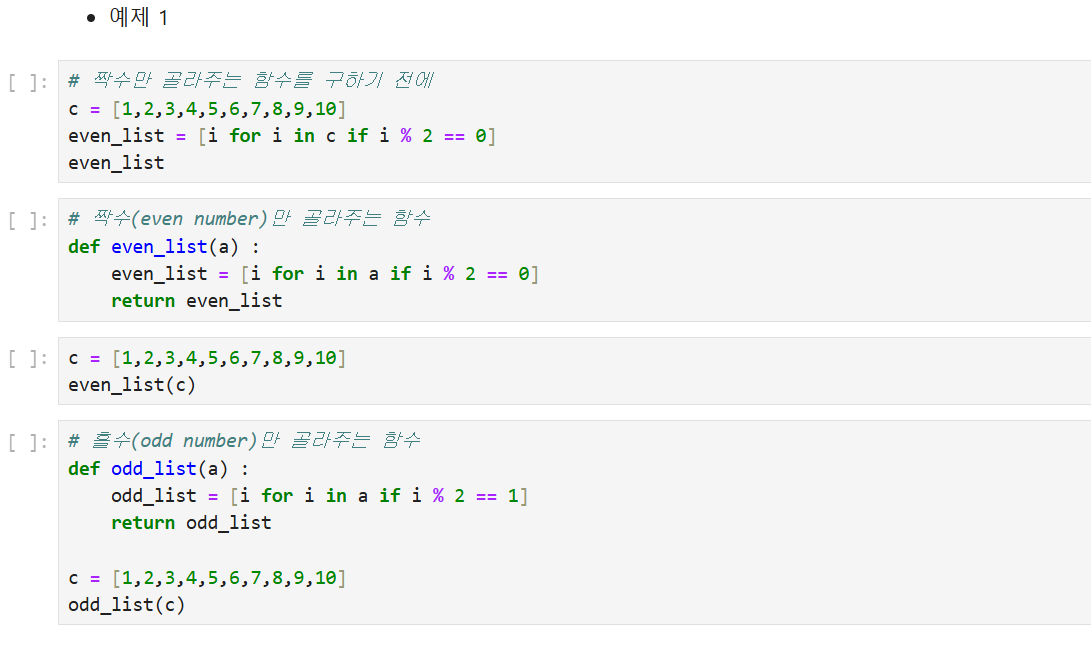 • 예제 1
[ ]: # 짝수만 골라주는 함수를 구하기 전에
c = [1,2,3,4,5,6,7,8,9,10]
even_list = [i for i in c if i % 2 == 0]
even_list
[ ]: # 짝수(even number)만 골라주는 함수
def even_list(a) :
    even_list = [i for i in a if i % 2 == 0]
    return even_list
[ ]: c = [1,2,3,4,5,6,7,8,9,10]
even_list(c)
[ ]: # 홀수(odd number)만 골라주는 함수
def odd_list(a) :
    odd_list = [i for i in a if i % 2 == 1]
    return odd_list
c = [1,2,3,4,5,6,7,8,9,10]
odd_list(c)